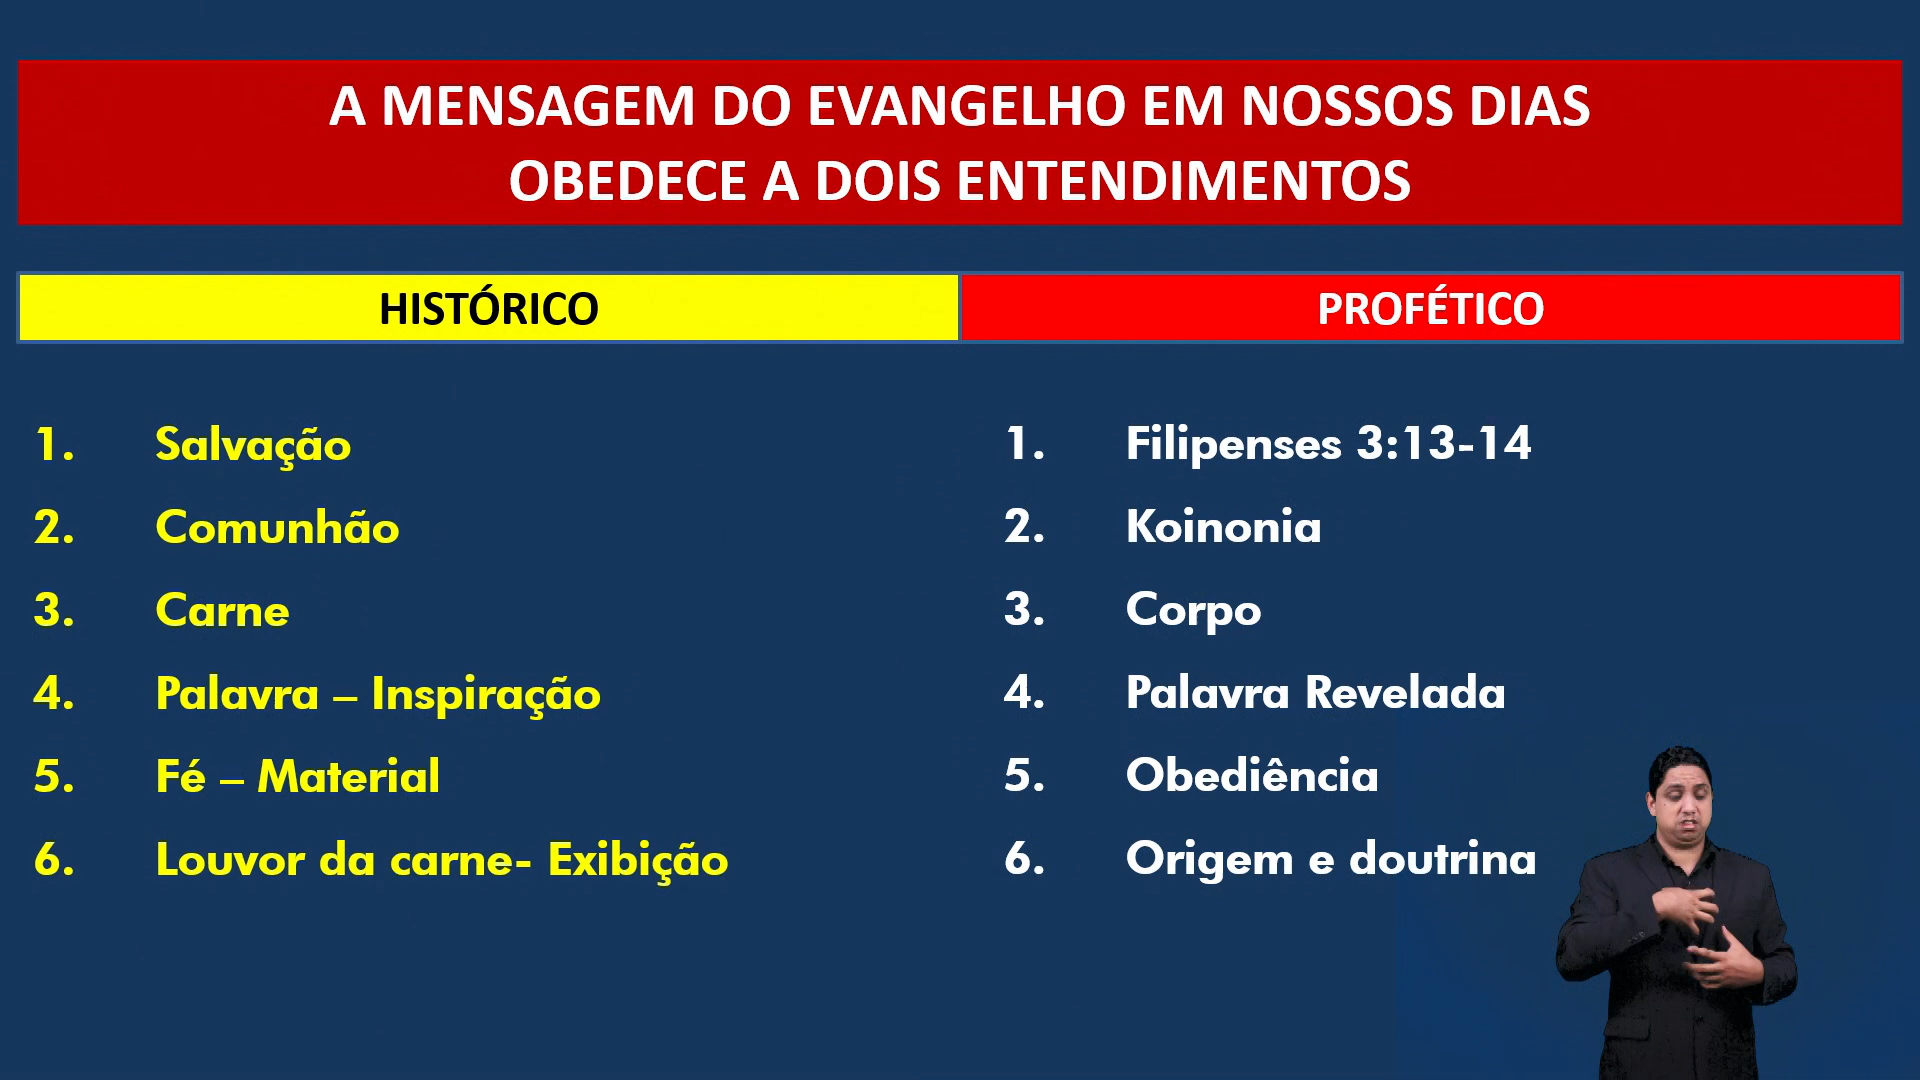 A MENSAGEM DO EVANGELHO EM NOSSOS DIAS
OBEDECE A DOIS ENTENDIMENTOS
HISTÓRICO
PROFÉTICO
1. Salvação
2. Comunhão
3. Carne
4. Palavra – Inspiração
5. Fé – Material
6. Louvor da carne- Exibição
1. Filipenses 3:13-14
2. Koinonia
3. Corpo
4. Palavra Revelada
5. Obediência
6. Origem e doutrina